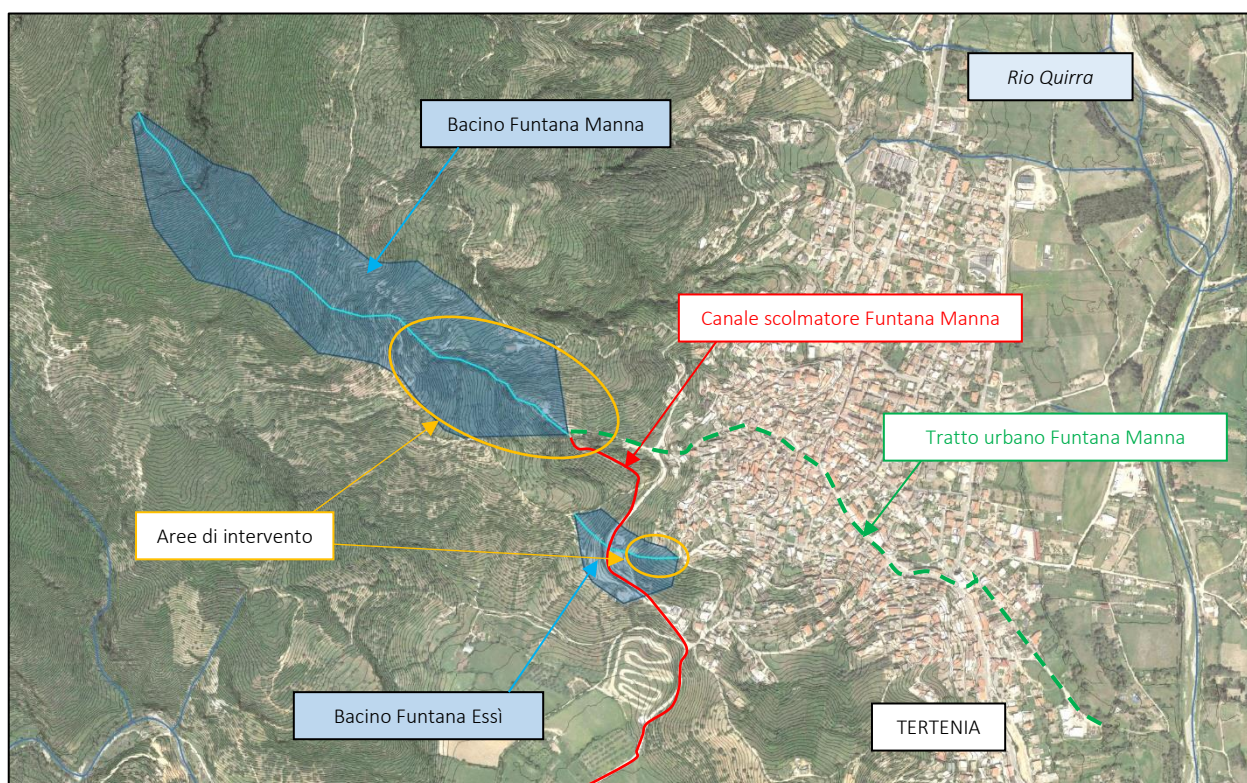 Rio Quirra
Bacino Funtana Manna
Canale scolmatore Funtana Manna
Tratto urbano Funtana Manna
Aree di intervento
Bacino Funtana Essì
TERTENIA